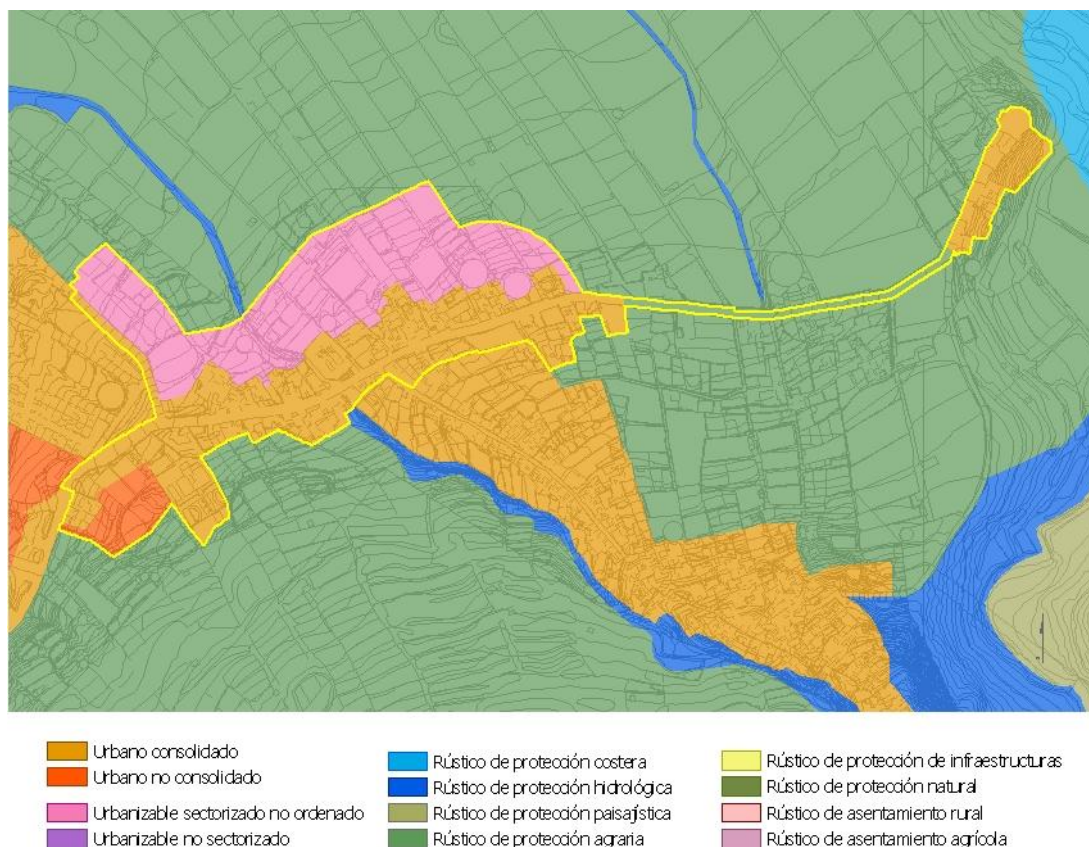 Urbano consolidado
Urbano no consolidado
Urbanizable sectorizado no ordenado
Urbanizable no sectorizado
Rústico de protección costera
Rústico de protección hidrológica
Rústico de protección paisajística
Rústico de protección agraria
Rústico de protección de infraestructuras
Rústico de protección natural
Rústico de asentamiento rural
Rústico de asentamiento agrícola